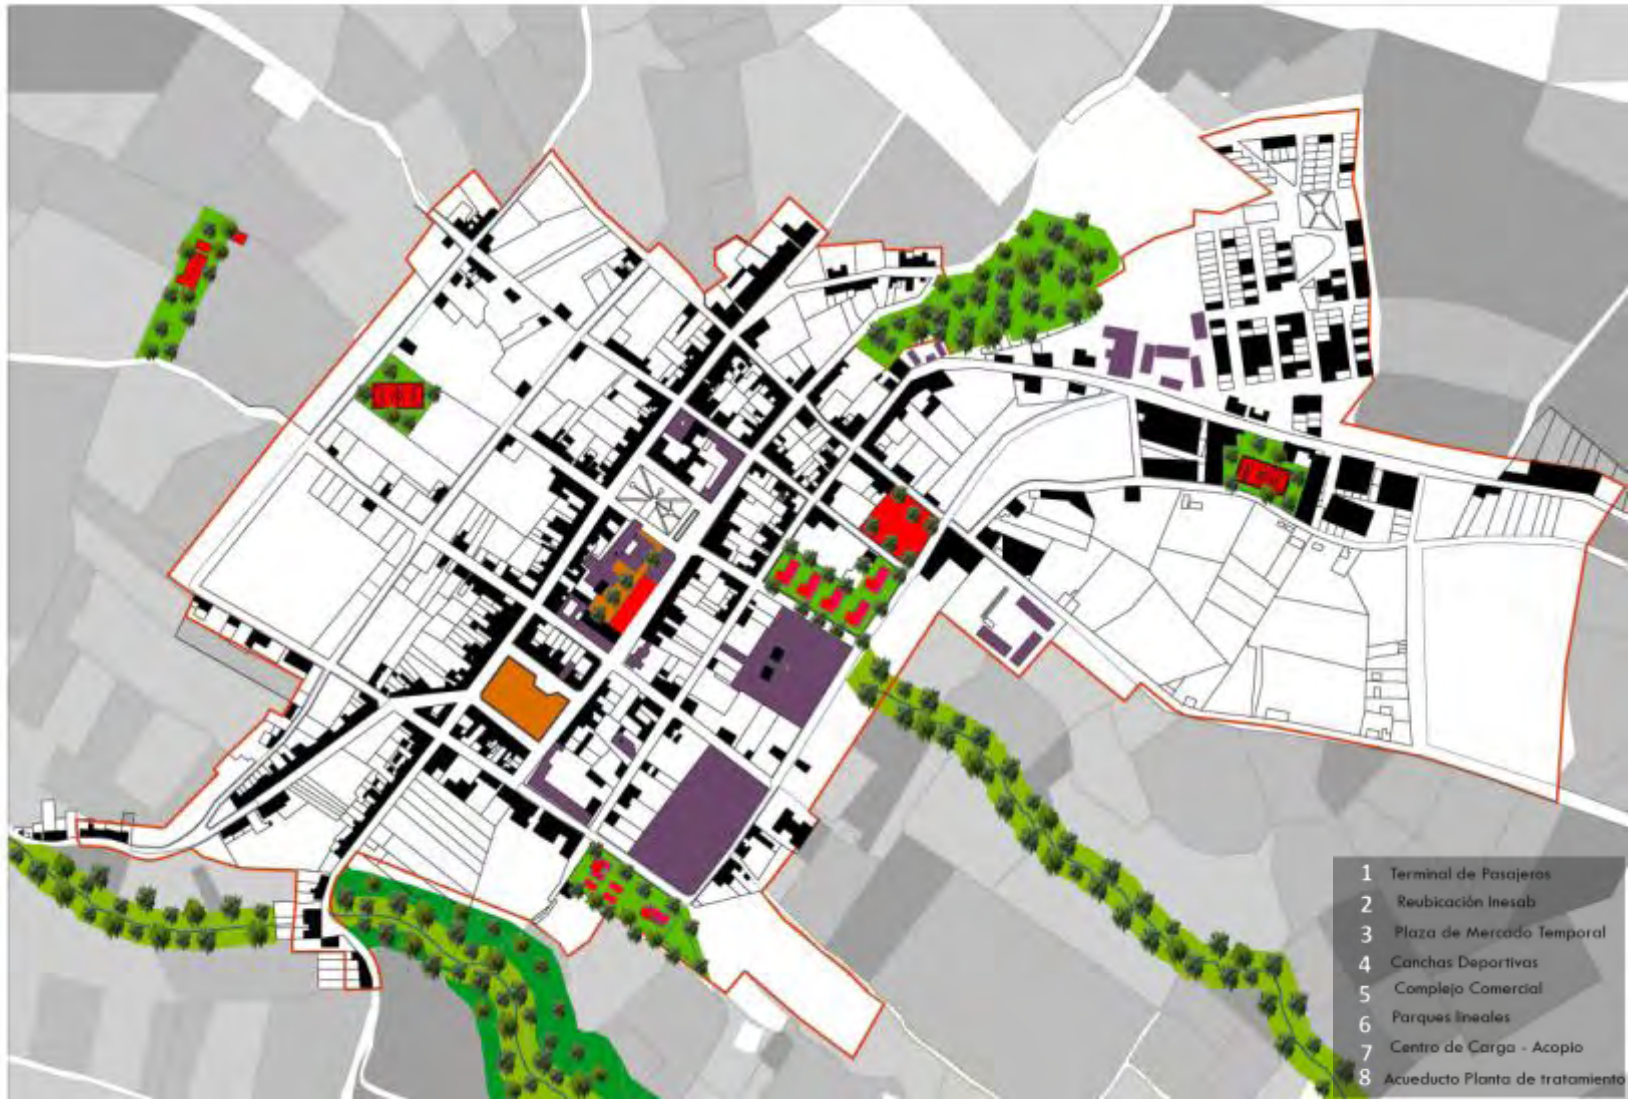 1 Terminal de Pasajeros
2 Reubicación Inesab
3 Plaza de Mercado Temporal
4 Canchas Deportivas
5 Complejo Comercial
6 Parques lineales
7 Centro de Carga - Acopio
8 Acueducto Planta de tratamiento